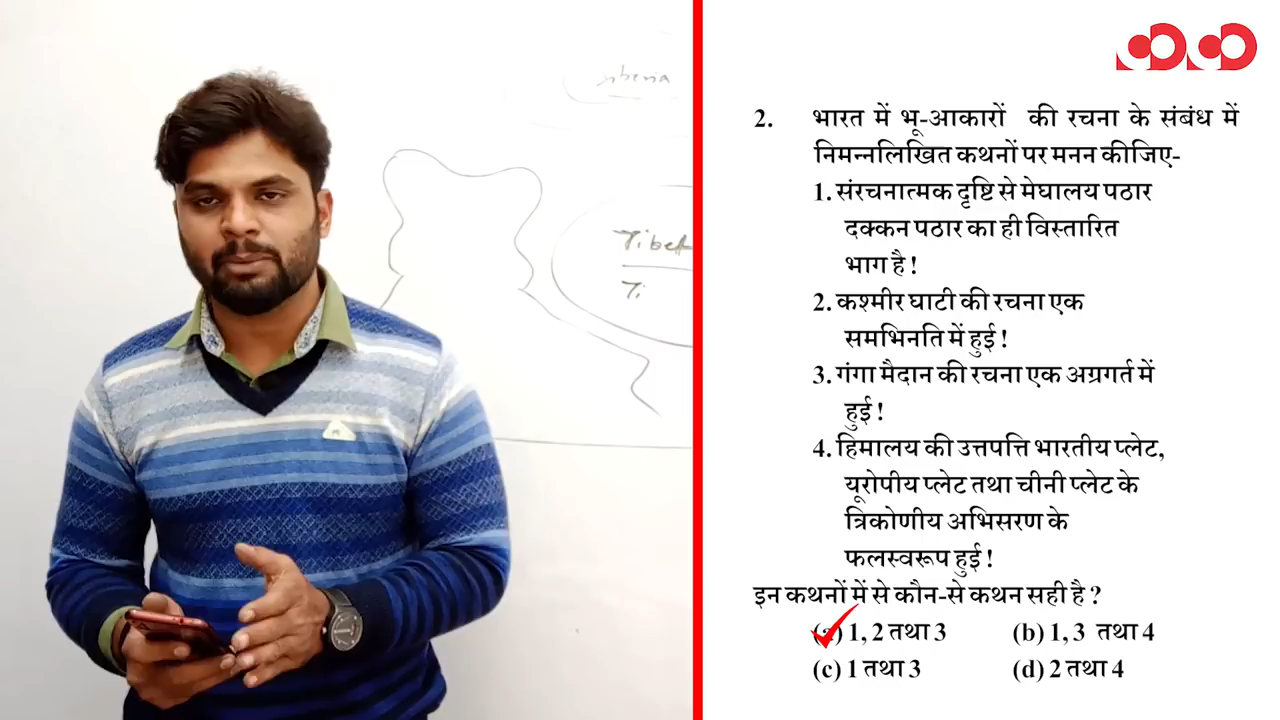 Tibet
Ti
2. भारत में भू-आकारों की रचना के संबंध में
निमन्नलिखित कथनों पर मनन कीजिए-
1. संरचनात्मक दृष्टि से मेघालय पठार
दक्कन पठार का ही विस्तारित
भाग है !
2. कश्मीर घाटी की रचना एक
समभिनति में हुई !
3. गंगा मैदान की रचना एक अग्रगर्त में
हुई !
4. हिमालय की उत्तपत्ति भारतीय प्लेट,
यूरोपीय प्लेट तथा चीनी प्लेट के
त्रिकोणीय अभिसरण के
फलस्वरूप हुई !
इन कथनों में से कौन-से कथन सही है ?
(a) 1, 2 तथा 3 (b) 1, 3 तथा 4
(c) 1 तथा 3 (d) 2 तथा 4